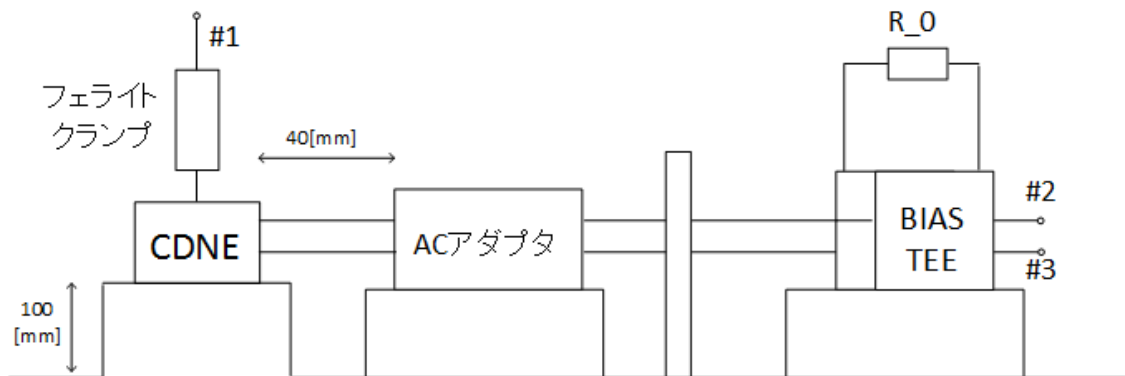 #1
フェライト
クランプ
40[mm]
R_0
CDNE
ACアダプタ
BIAS
TEE
#2
#3
100
[mm]